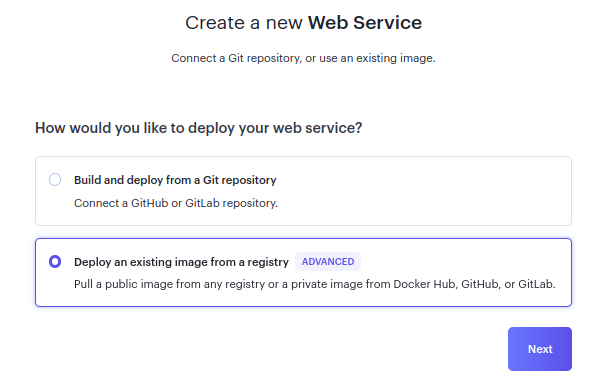 Create a new Web Service
Connect a Git repository, or use an existing image.
How would you like to deploy your web service?
Build and deploy from a Git repository
Connect a GitHub or GitLab repository.
Deploy an existing image from a registry ADVANCED
Pull a public image from any registry or a private image from Docker Hub, GitHub, or GitLab.
Next